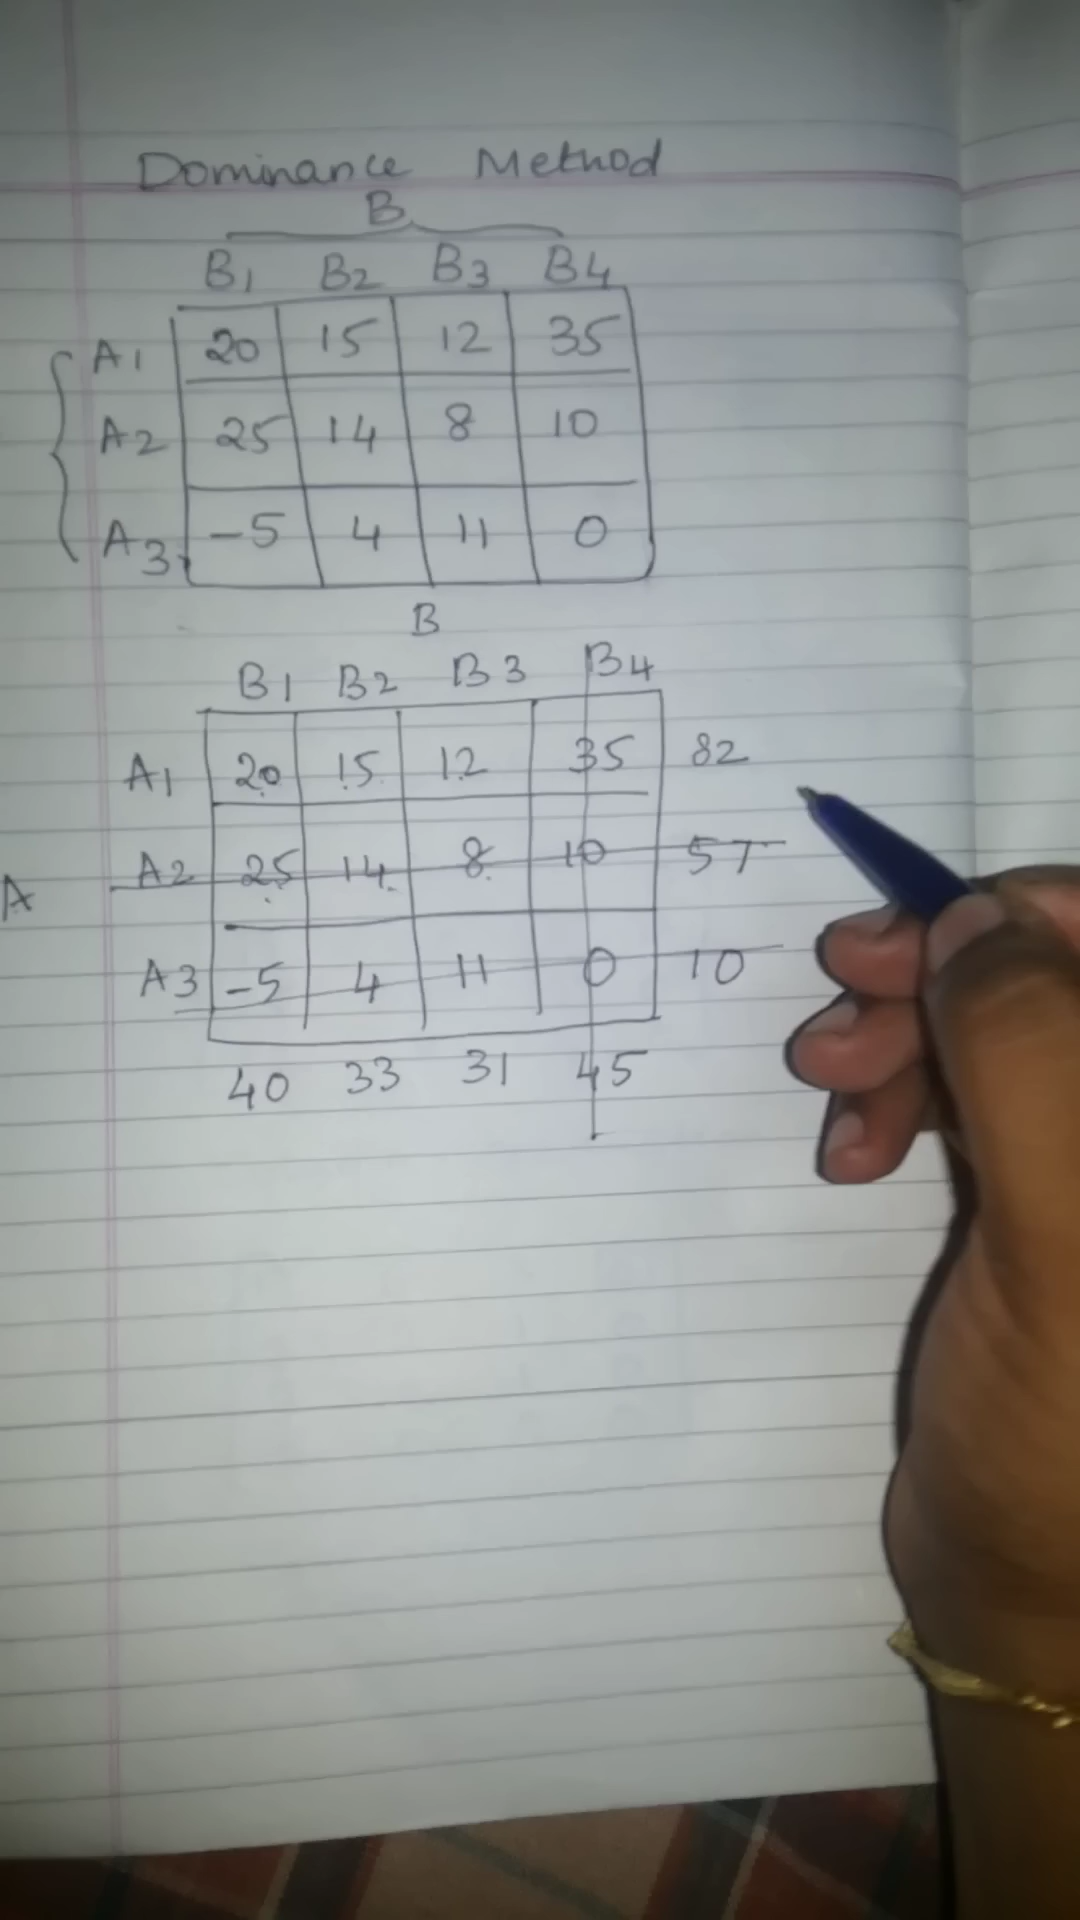 Dominance Method
B
B1 B2 B3 B4
A1 20 15 12 35
A2 25 14 8 10
A3 -5 4 11 0
B
B1 B2 B3 B4
A1 20 15 12 35 82
A A2 25 14 8 10 57
A3 -5 4 11 0 10
40 33 31 45